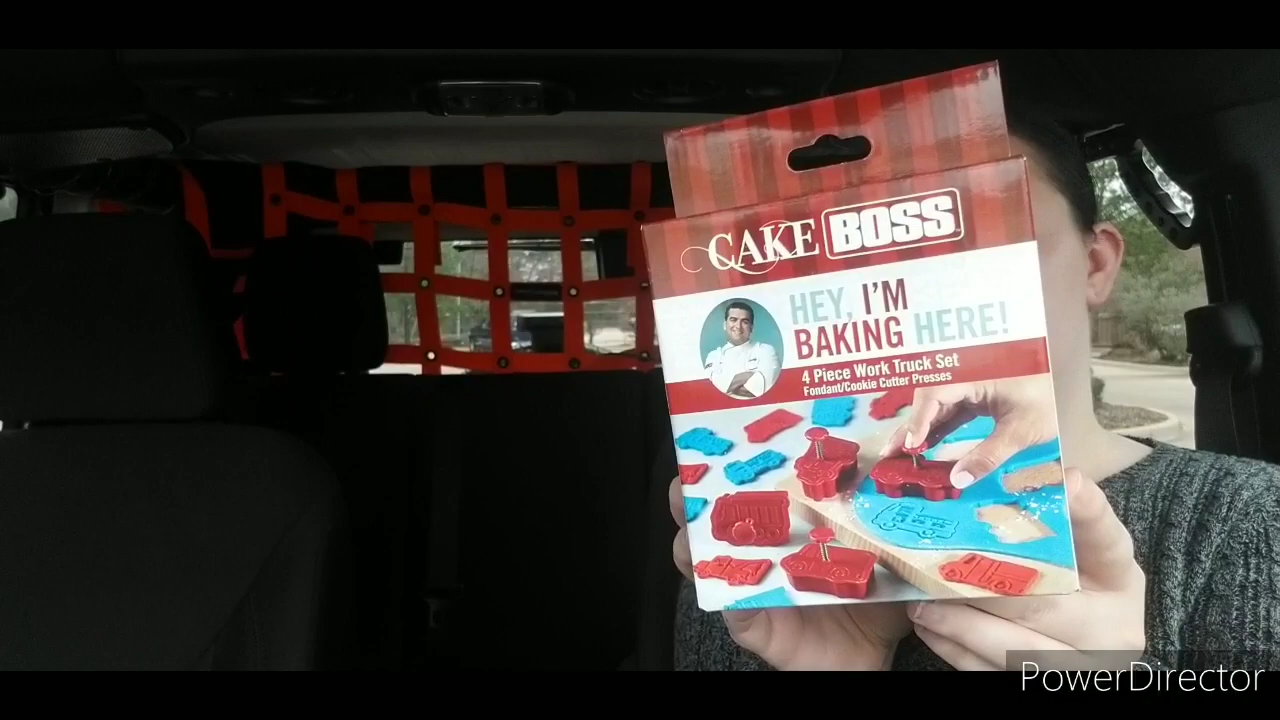 CAKE BOSS
HEY, I'M
BAKING HERE!
4 Piece Work Truck Set
Fondant/Cookie Cutter Presses
PowerDirector